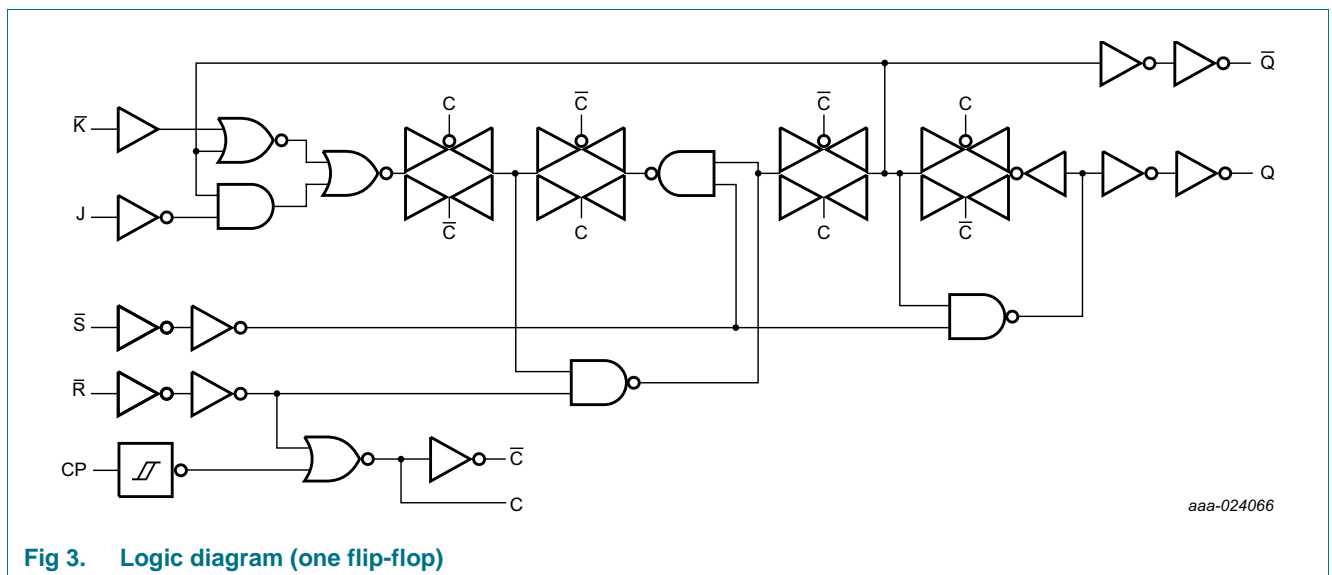 Q̅
C C̅ C̅ C
K̅
Q
J
C̅ C C C̅
S̅
R̅
C̅
CP
C
aaa-024066
Fig 3. Logic diagram (one flip-flop)